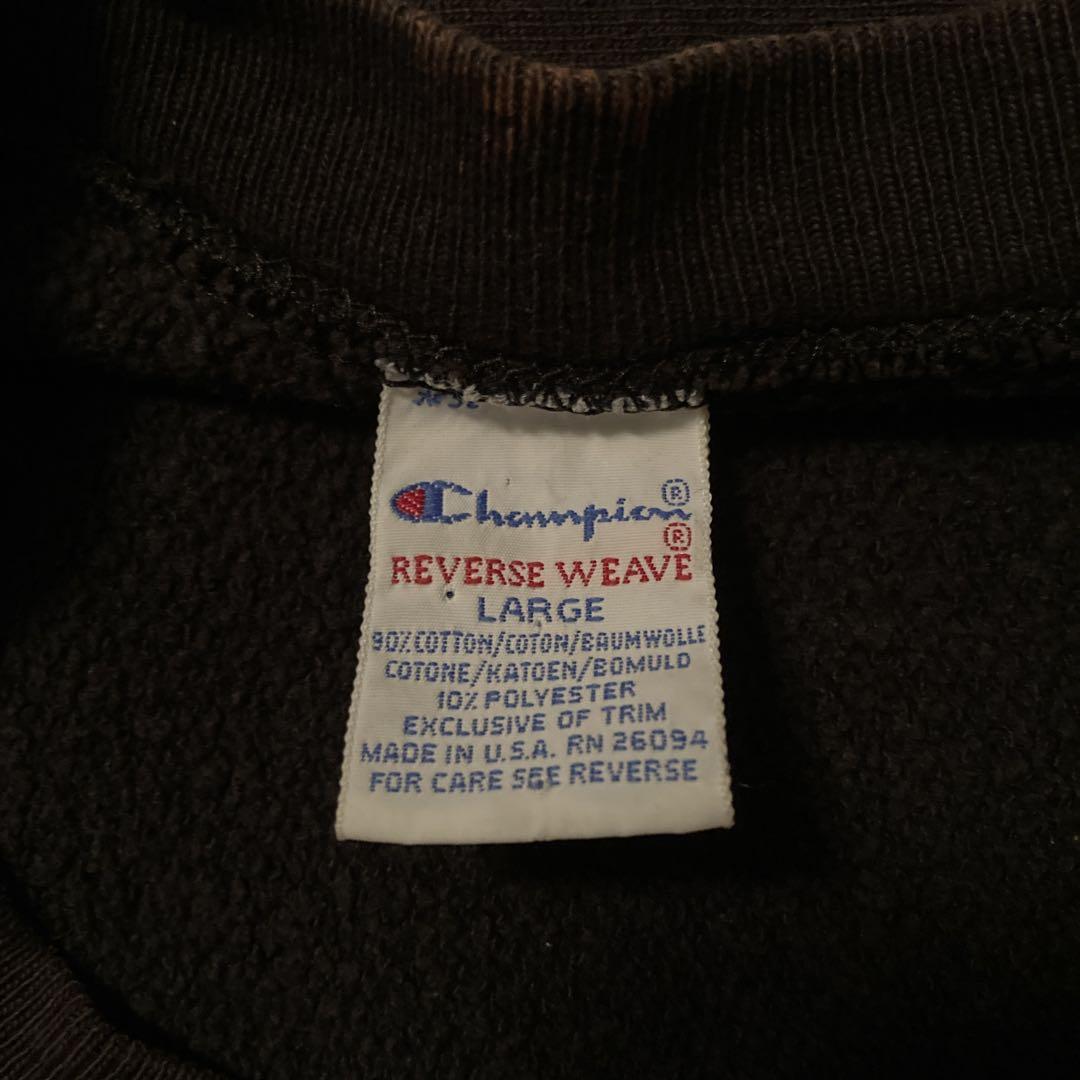 Champion®
REVERSE WEAVE®
LARGE
90% COTTON/COTON/BAUMWOLLE
COTONE/KATOEN/BOMULD
10% POLYESTER
EXCLUSIVE OF TRIM
MADE IN U.S.A. RN 26094
FOR CARE SEE REVERSE